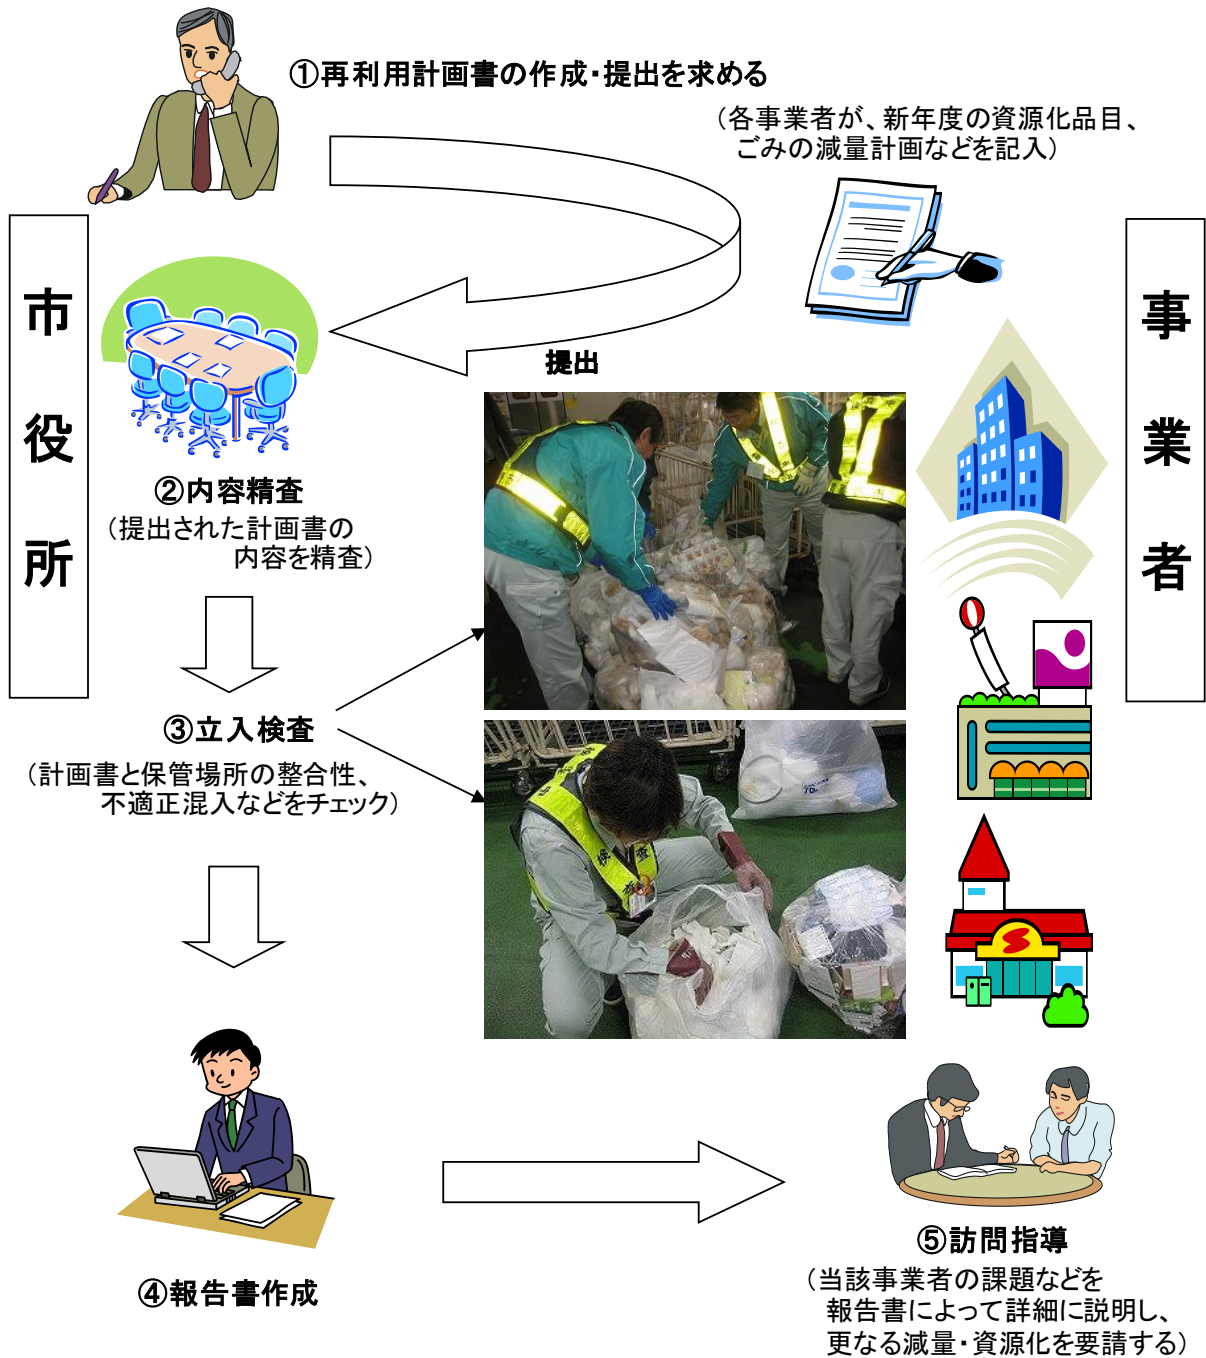 ①再利用計画書の作成・提出を求める
（各事業者が、新年度の資源化品目、
ごみの減量計画などを記入）
市役所
事業者
提出
②内容精査
（提出された計画書の
内容を精査）
③立入検査
（計画書と保管場所の整合性、
不適正混入などをチェック）
④報告書作成
⑤訪問指導
（当該事業者の課題などを
報告書によって詳細に説明し、
更なる減量・資源化を要請する）